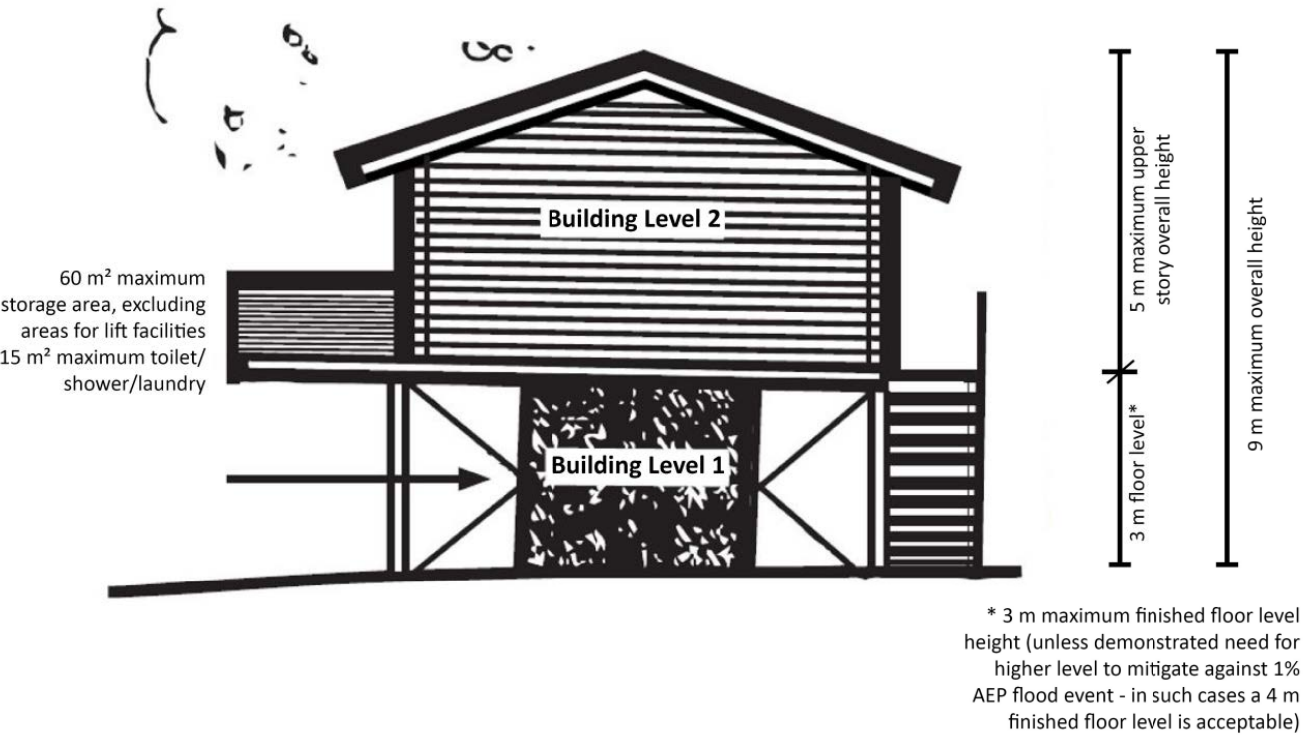 Building Level 2
60 m² maximum
storage area, excluding
areas for lift facilities
15 m² maximum toilet/
shower/laundry
Building Level 1
5 m maximum upper
story overall height
3 m floor level*
9 m maximum overall height
* 3 m maximum finished floor level
height (unless demonstrated need for
higher level to mitigate against 1%
AEP flood event - in such cases a 4 m
finished floor level is acceptable)